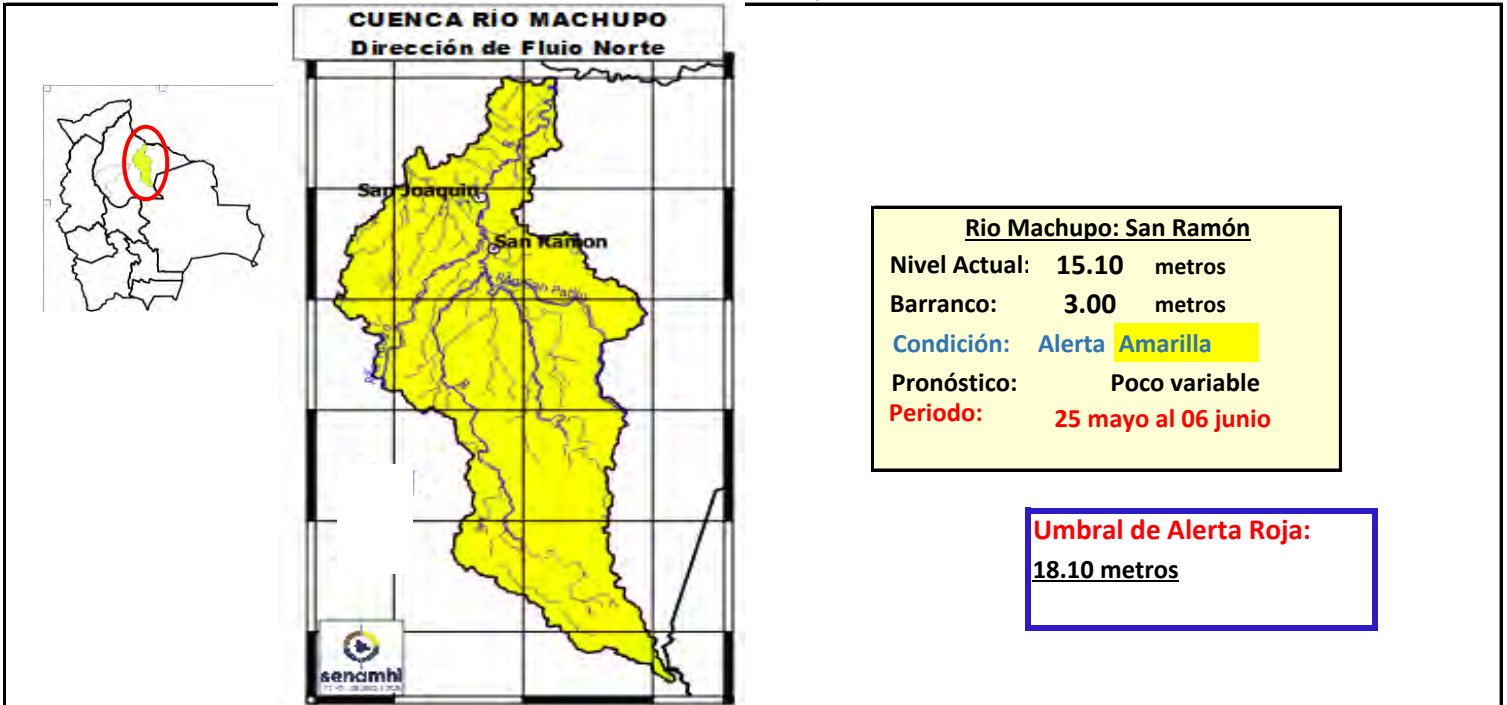 CUENCA RÍO MACHUPO
Dirección de Fluio Norte
San Joaquin
San Ramon
Río San Pablo
senamhi
Rio Machupo: San Ramón
Nivel Actual: 15.10 metros
Barranco: 3.00 metros
Condición: Alerta Amarilla
Pronóstico: Poco variable
Periodo: 25 mayo al 06 junio
Umbral de Alerta Roja:
18.10 metros